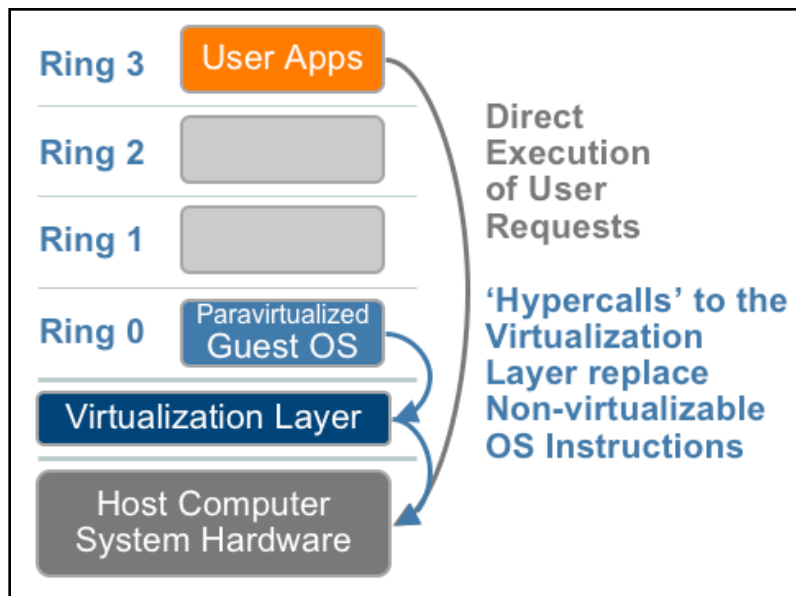 Ring 3
User Apps
Ring 2
Ring 1
Ring 0
Paravirtualized
Guest OS
Virtualization Layer
Host Computer
System Hardware
Direct
Execution
of User
Requests
‘Hypercalls’ to the
Virtualization
Layer replace
Non-virtualizable
OS Instructions